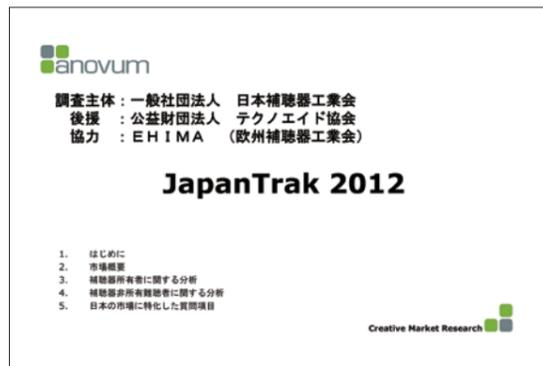 anovum
調査主体：一般社団法人　日本補聴器工業会
後援　：公益財団法人　テクノエイド協会
協力　：ＥＨＩＭＡ　（欧州補聴器工業会）
JapanTrak 2012
1.　はじめに
2.　市場概要
3.　補聴器所有者に関する分析
4.　補聴器非所有難聴者に関する分析
5.　日本の市場に特化した質問項目
Creative Market Research